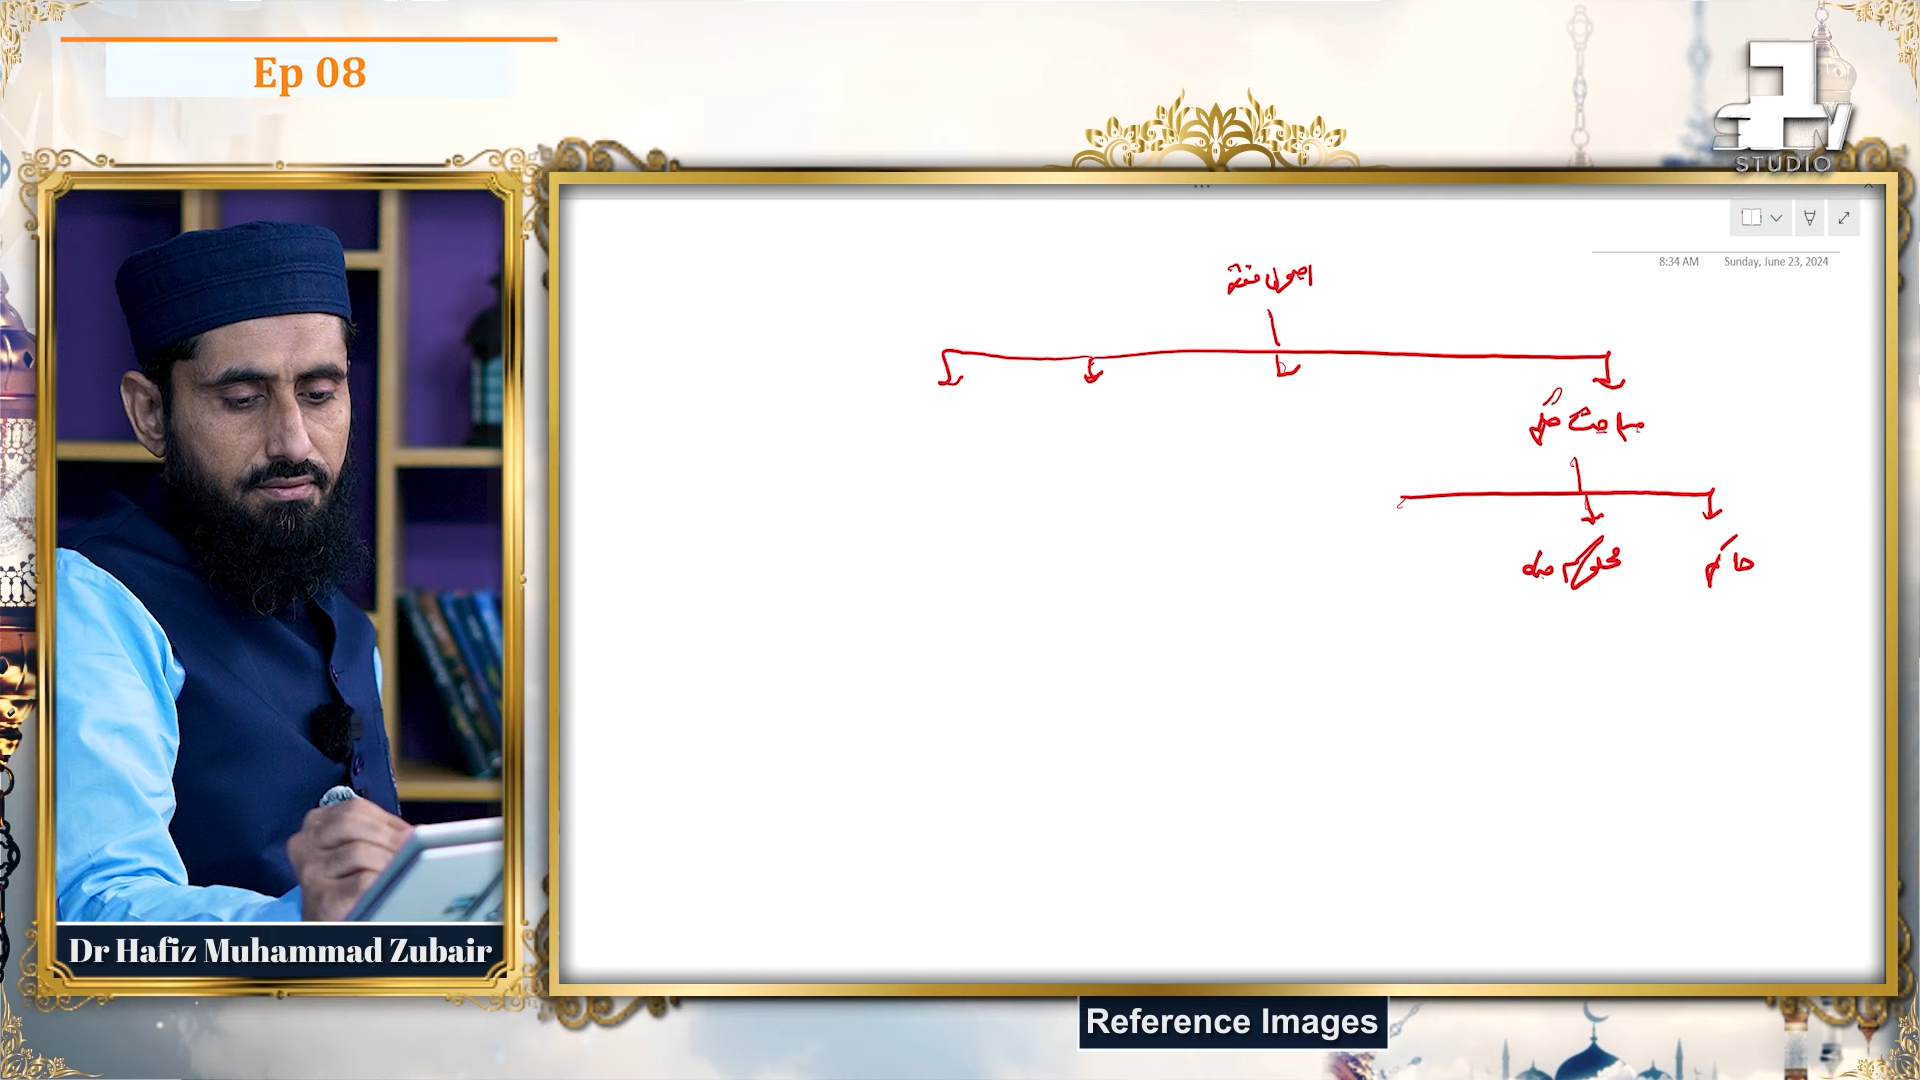 Ep 08
STUDIO
8:34 AM Sunday, June 23, 2024
اصول فقہ
مباحث حکم
محکوم فیہ
حاکم
Dr Hafiz Muhammad Zubair
Reference Images